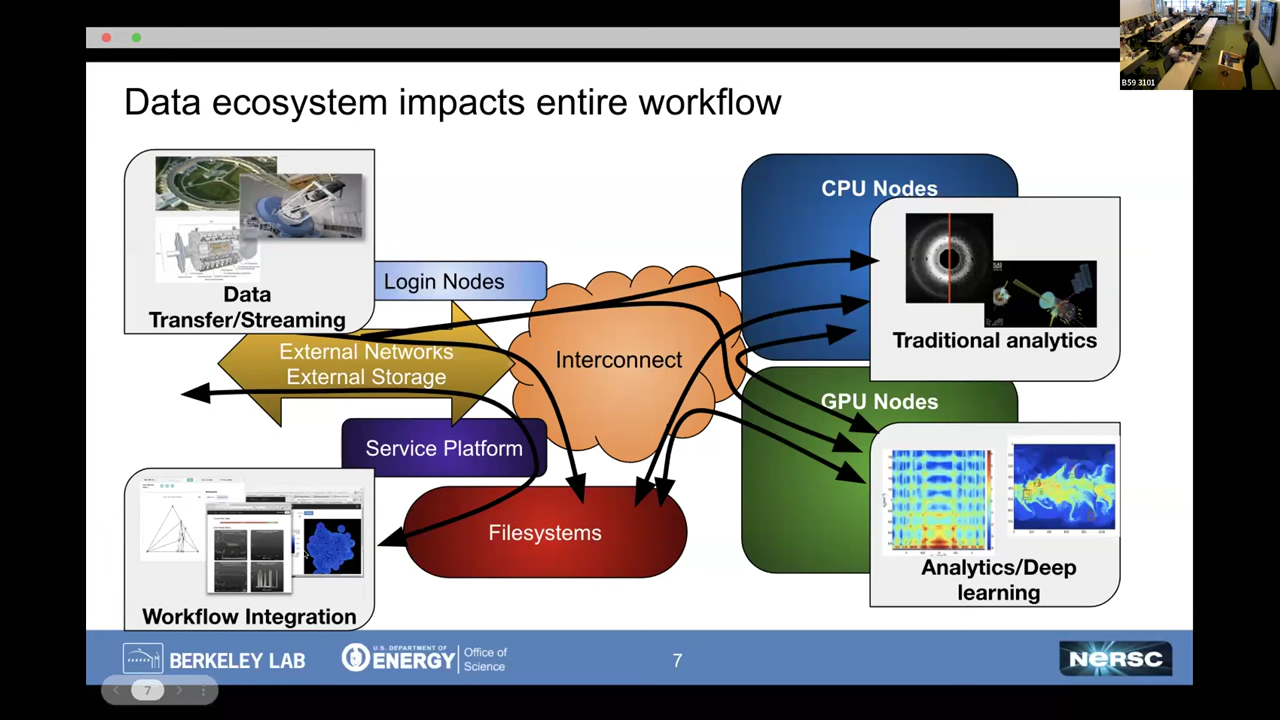 B59 3101
Data ecosystem impacts entire workflow
Data
Transfer/Streaming
Login Nodes
External Networks
External Storage
Service Platform
Workflow Integration
Interconnect
Filesystems
CPU Nodes
Traditional analytics
GPU Nodes
Analytics/Deep
learning
BERKELEY LAB
U.S. DEPARTMENT OF
ENERGY
Office of
Science
7
NERSC
7